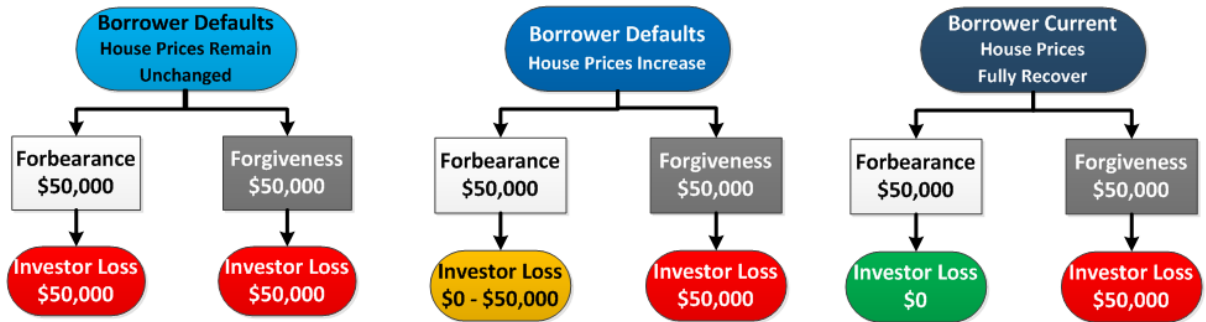 Borrower Defaults
House Prices Remain
Unchanged
Forbearance
$50,000
Forgiveness
$50,000
Investor Loss
$50,000
Investor Loss
$50,000
Borrower Defaults
House Prices Increase
Forbearance
$50,000
Forgiveness
$50,000
Investor Loss
$0 - $50,000
Investor Loss
$50,000
Borrower Current
House Prices
Fully Recover
Forbearance
$50,000
Forgiveness
$50,000
Investor Loss
$0
Investor Loss
$50,000